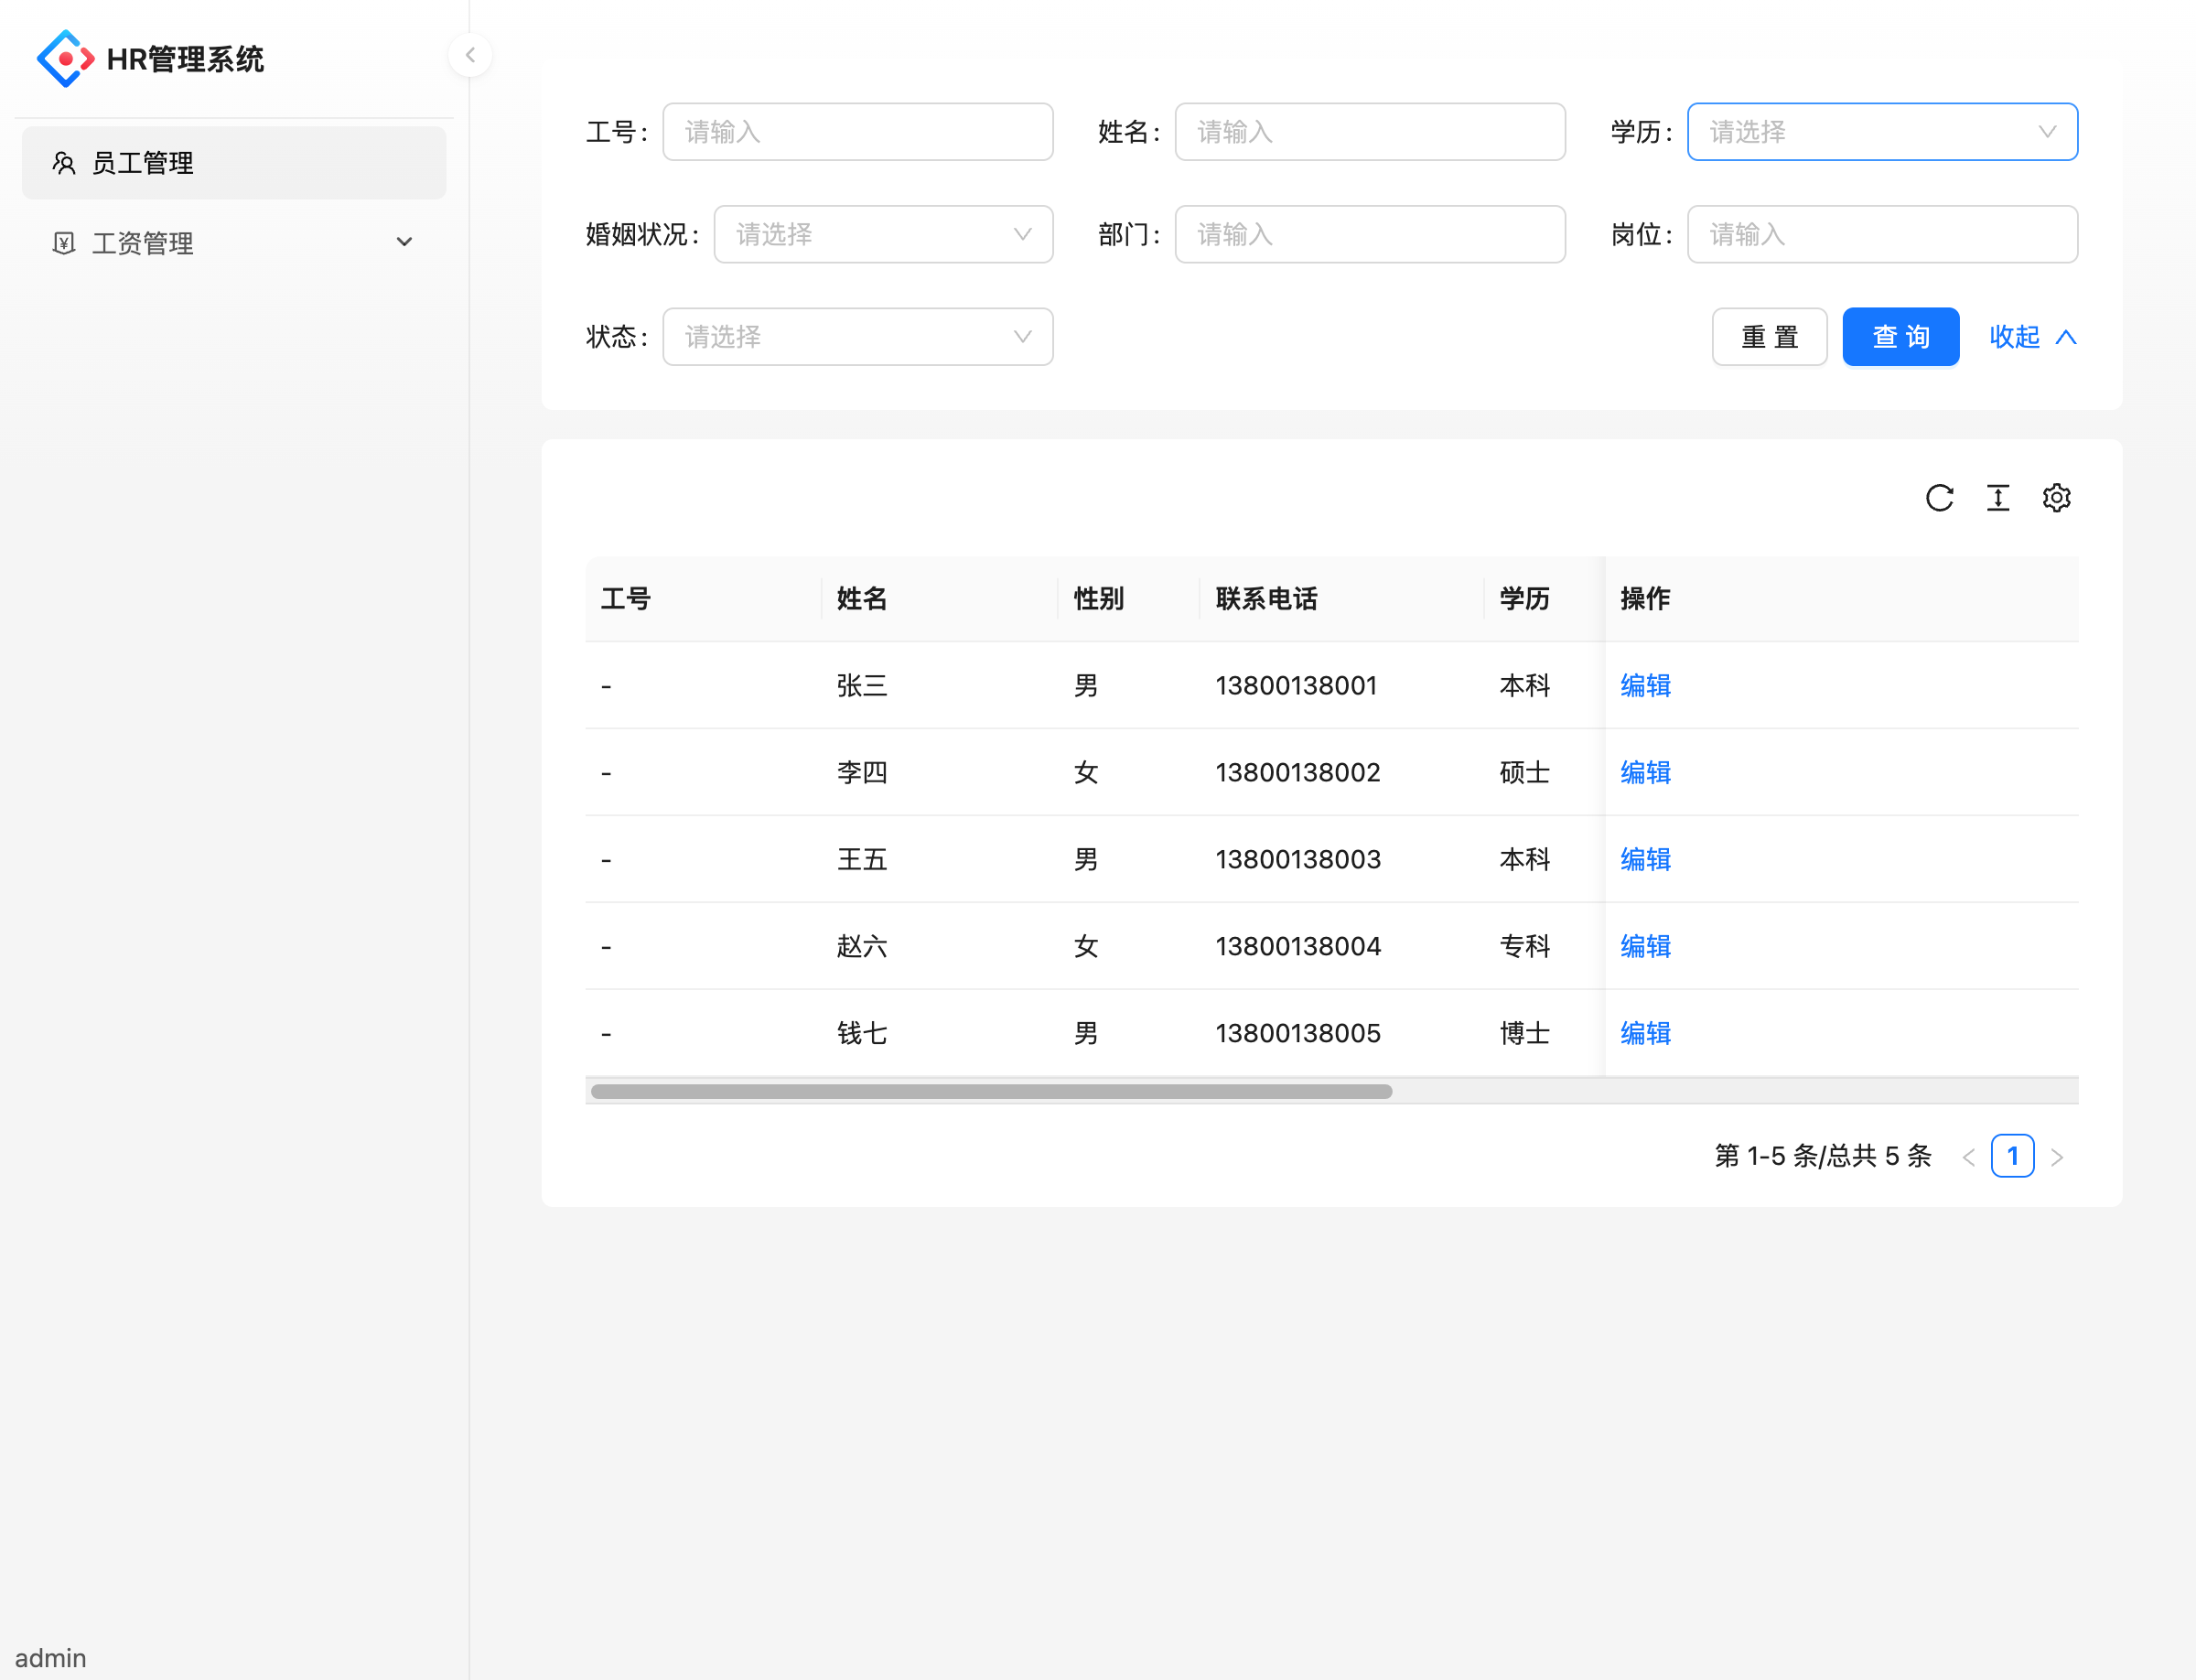 HR管理系统
员工管理
工资管理
admin
工号: 请输入 姓名: 请输入 学历: 请选择
婚姻状况: 请选择 部门: 请输入 岗位: 请输入
状态: 请选择 重 置 查 询 收起
工号 姓名 性别 联系电话 学历 操作
- 张三 男 13800138001 本科 编辑
- 李四 女 13800138002 硕士 编辑
- 王五 男 13800138003 本科 编辑
- 赵六 女 13800138004 专科 编辑
- 钱七 男 13800138005 博士 编辑
第 1-5 条/总共 5 条 1